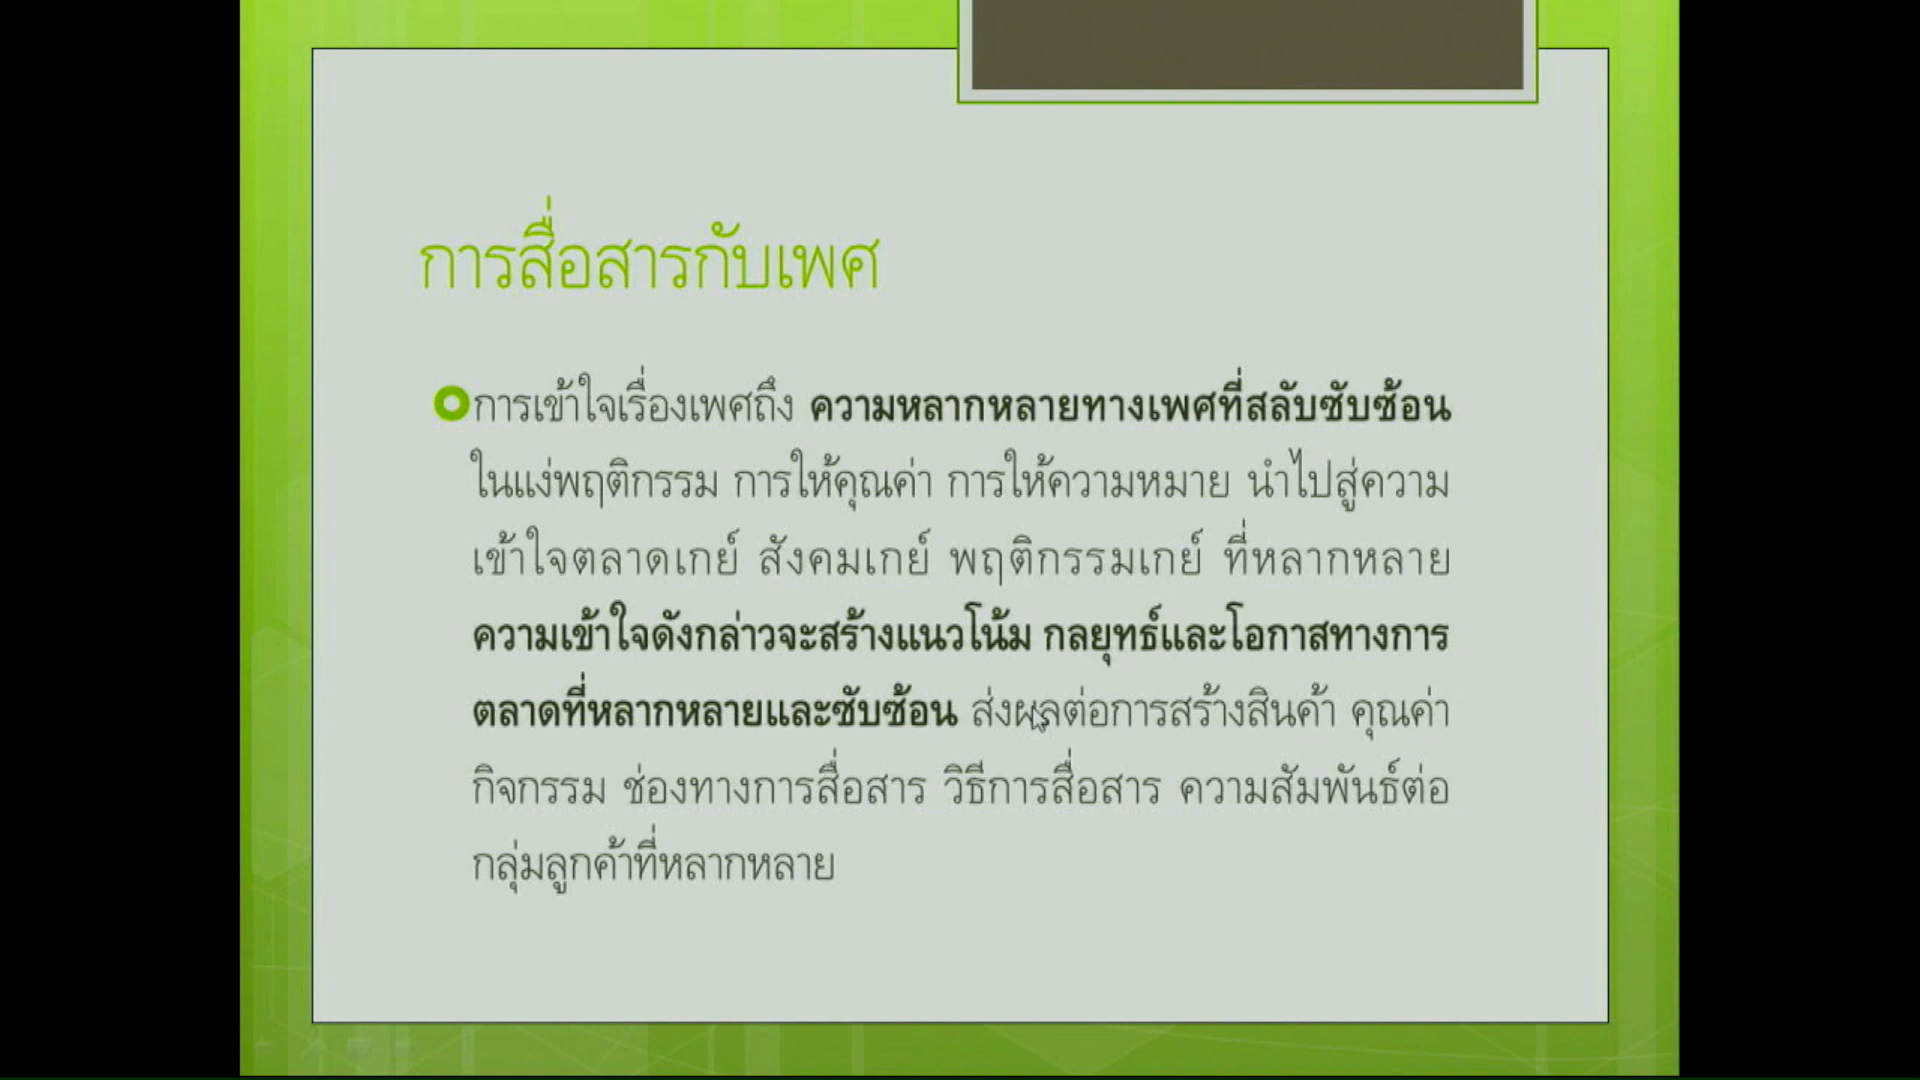 การสื่อสารกับเพศ
การเข้าใจเรื่องเพศถึง ความหลากหลายทางเพศที่สลับซับซ้อน
ในแง่พฤติกรรม การให้คุณค่า การให้ความหมาย นำไปสู่ความ
เข้าใจตลาดเกย์ สังคมเกย์ พฤติกรรมเกย์ ที่หลากหลาย
ความเข้าใจดังกล่าวจะสร้างแนวโน้ม กลยุทธ์และโอกาสทางการ
ตลาดที่หลากหลายและซับซ้อน ส่งผลต่อการสร้างสินค้า คุณค่า
กิจกรรม ช่องทางการสื่อสาร วิธีการสื่อสาร ความสัมพันธ์ต่อ
กลุ่มลูกค้าที่หลากหลาย